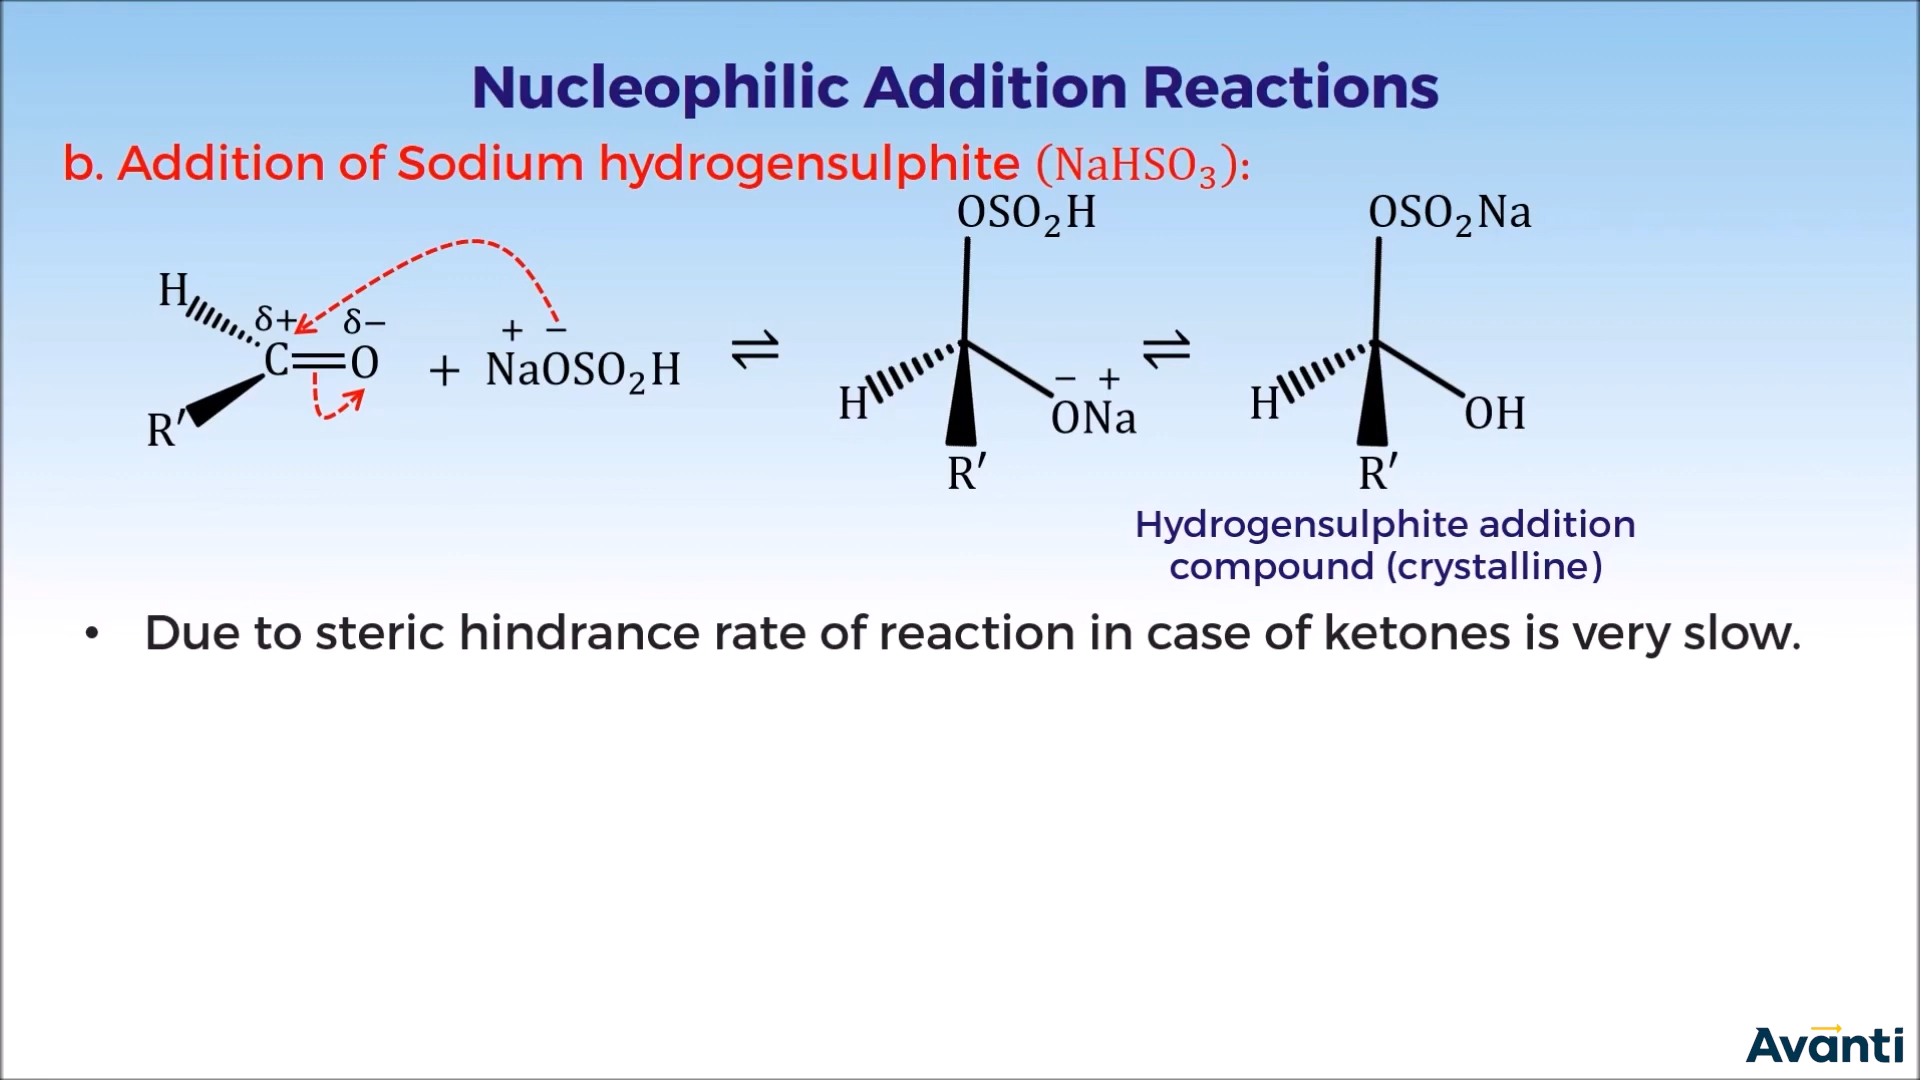 Nucleophilic Addition Reactions
b. Addition of Sodium hydrogensulphite (NaHSO₃):
OSO₂H
OSO₂Na
H
δ+ δ−
+ −
C=O + NaOSO₂H ⇌ ⇌
R′
H
− +
ONa
R′
H
OH
R′
Hydrogensulphite addition
compound (crystalline)
• Due to steric hindrance rate of reaction in case of ketones is very slow.
Avanti